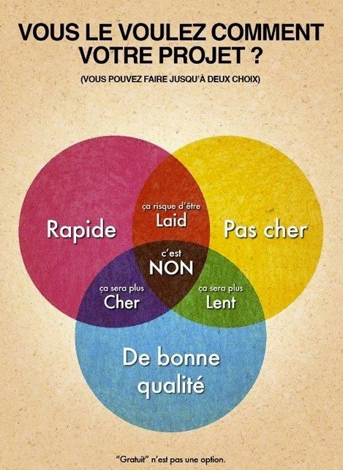 VOUS LE VOULEZ COMMENT
VOTRE PROJET ?
(VOUS POUVEZ FAIRE JUSQU'À DEUX CHOIX)
ça risque d'être
Laid
Rapide
Pas cher
c'est
NON
ça sera plus
Cher
ça sera plus
Lent
De bonne
qualité
"Gratuit" n'est pas une option.